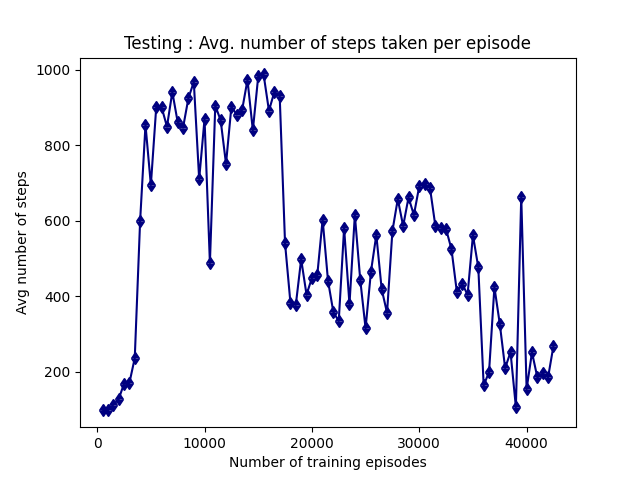 Testing : Avg. number of steps taken per episode
1000
800
600
400
200
Avg number of steps
0 10000 20000 30000 40000
Number of training episodes